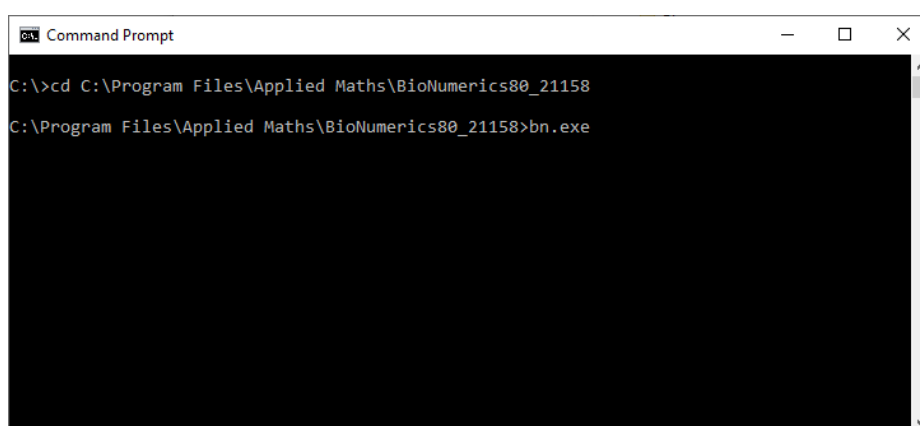 Command Prompt
C:\>cd C:\Program Files\Applied Maths\BioNumerics80_21158
C:\Program Files\Applied Maths\BioNumerics80_21158>bn.exe